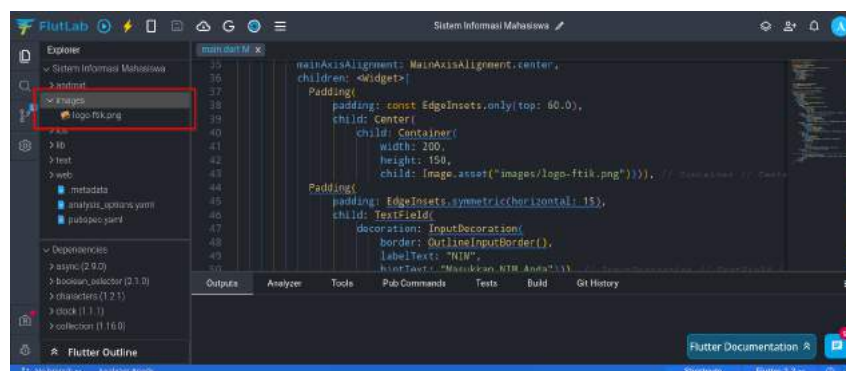 FlutLab
Sistem Informasi Mahasiswa
Explorer
main.dart M x
Sistem Informasi Mahasiswa
> android
images
logo-ftik.png
> ios
> lib
> test
> web
metadata
analysis_options.yaml
pubspec.yaml
Dependencies
> async (2.9.0)
> boolean_selector (2.1.0)
> characters (1.2.1)
> clock (1.1.1)
> collection (1.16.0)
Flutter Outline
35 mainAxisAlignment: MainAxisAlignment.center,
36 children: <Widget>[
37 Padding(
38 padding: const EdgeInsets.only(top: 60.0),
39 child: Center(
40 child: Container(
41 width: 200,
42 height: 150,
43 child: Image.asset("images/logo-ftik.png")))), // Container // Center
44 Padding(
45 padding: EdgeInsets.symmetric(horizontal: 15),
46 child: TextField(
47 decoration: InputDecoration(
48 border: OutlineInputBorder(),
49 labelText: "NIM",
50 hintText: "Masukkan NIM Anda")))
Outputs Analyzer Tools Pub Commands Tests Build Git History
Flutter Documentation